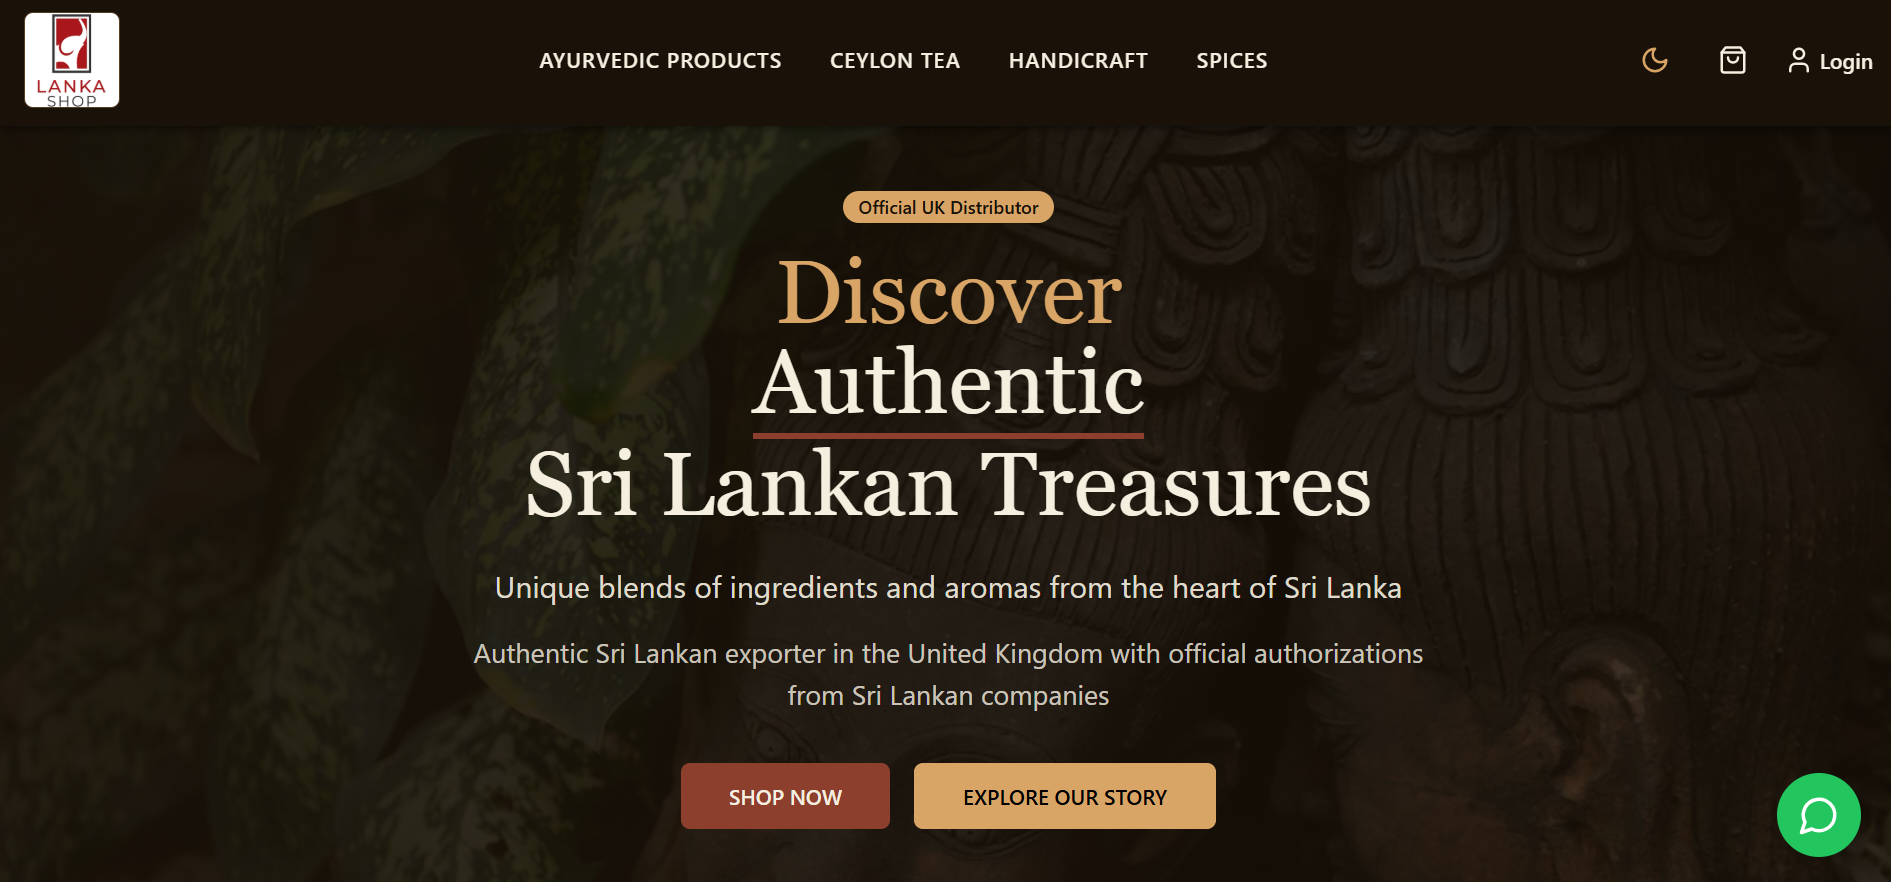 LANKA
SHOP
AYURVEDIC PRODUCTS
CEYLON TEA
HANDICRAFT
SPICES
Login
Official UK Distributor
Discover
Authentic
Sri Lankan Treasures
Unique blends of ingredients and aromas from the heart of Sri Lanka
Authentic Sri Lankan exporter in the United Kingdom with official authorizations
from Sri Lankan companies
SHOP NOW
EXPLORE OUR STORY